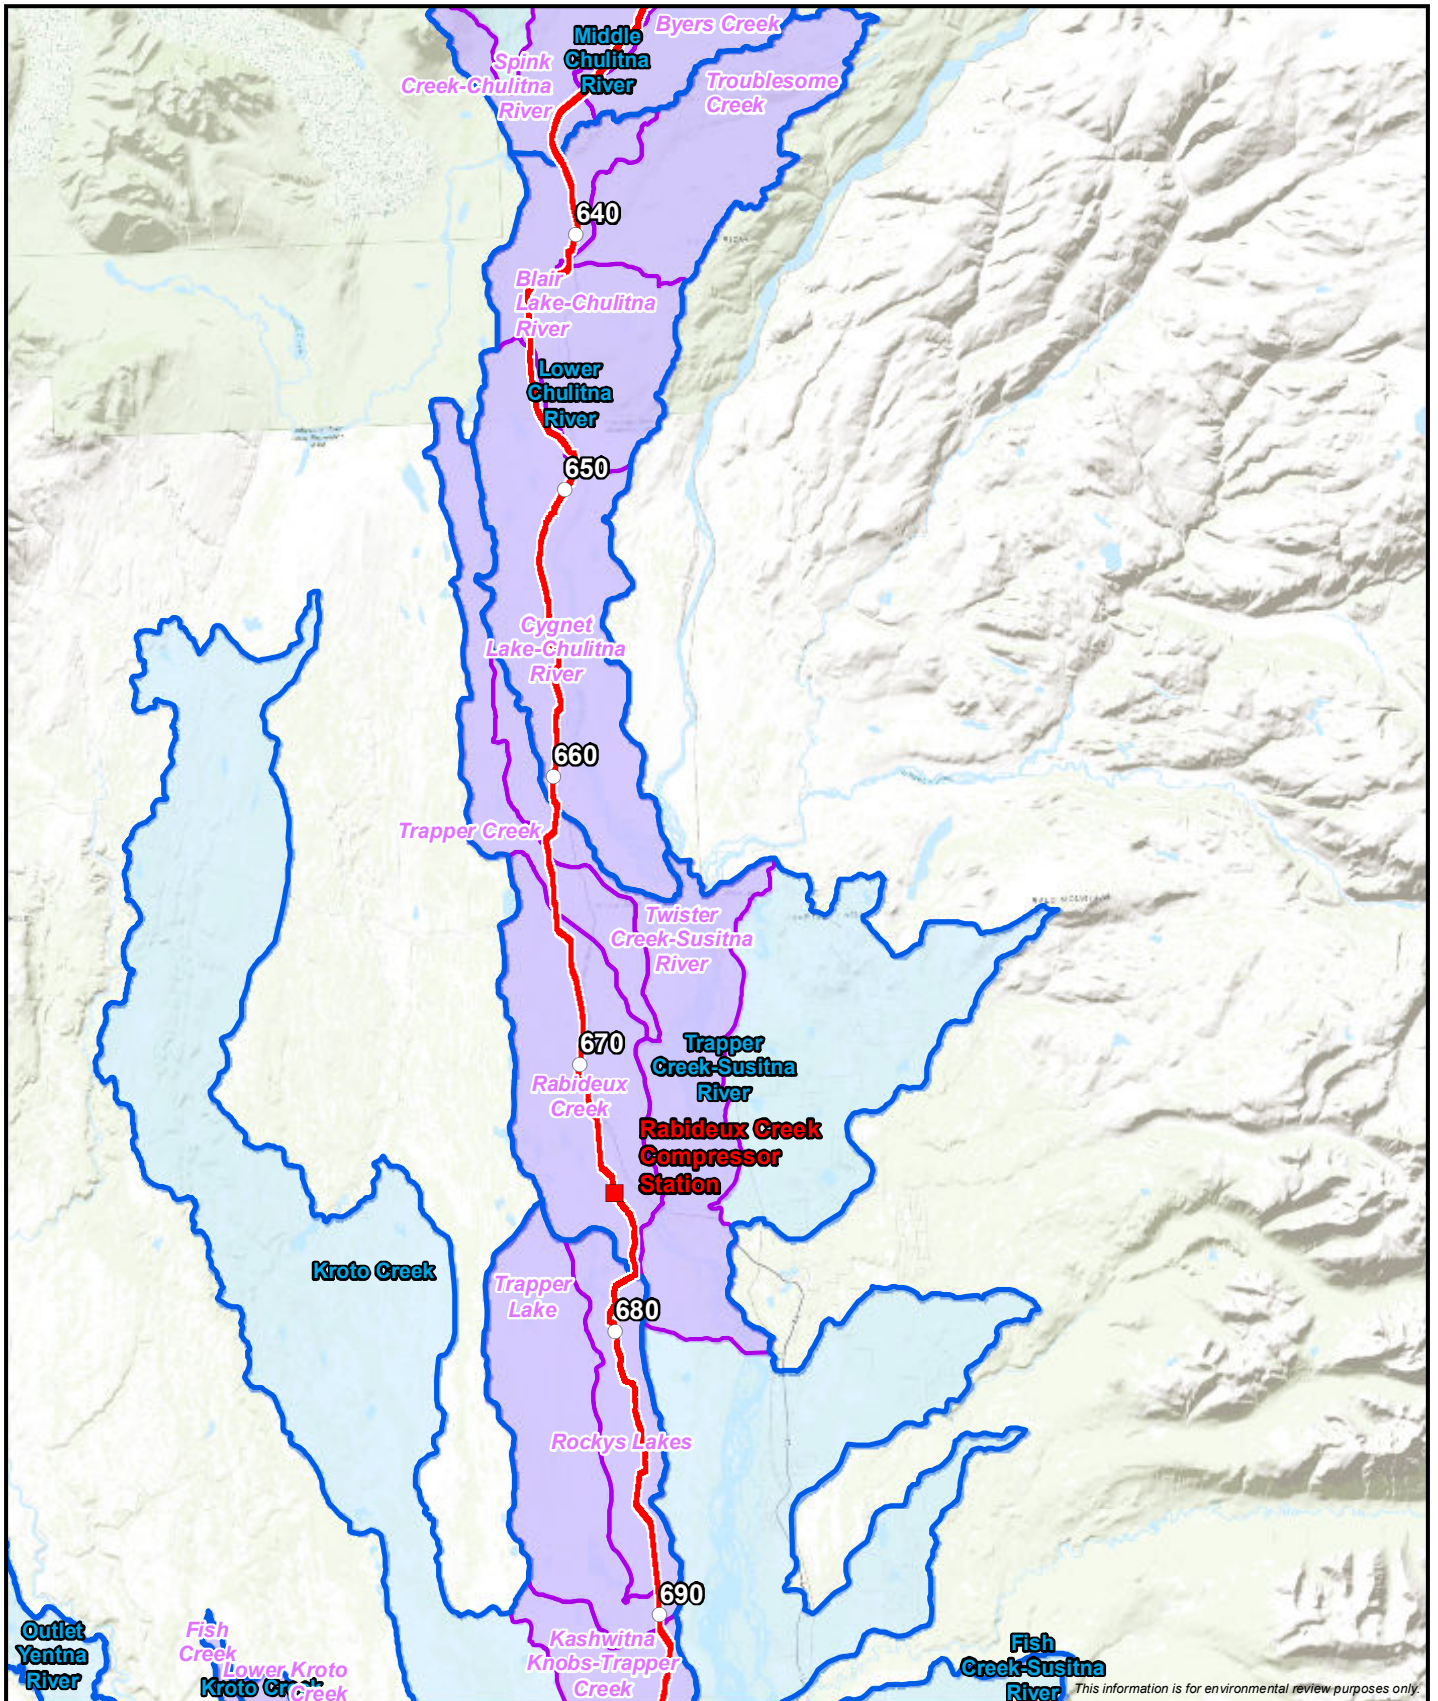 Byers Creek
Middle
Chulitna
River
Spink
Creek-Chulitna
River
Troublesome
Creek
640
Blair
Lake-Chulitna
River
Lower
Chulitna
River
650
Cygnet
Lake-Chulitna
River
660
Trapper Creek
Twister
Creek-Susitna
River
670
Trapper
Creek-Susitna
River
Rabideux
Creek
Rabideux Creek
Compressor
Station
Kroto Creek
Trapper
Lake
680
Rockys Lakes
690
Outlet
Yentna
River
Fish
Creek
Lower Kroto
Creek
Kroto Creek
Kashwitna
Knobs-Trapper
Creek
Fish
Creek-Susitna
River
This information is for environmental review purposes only.